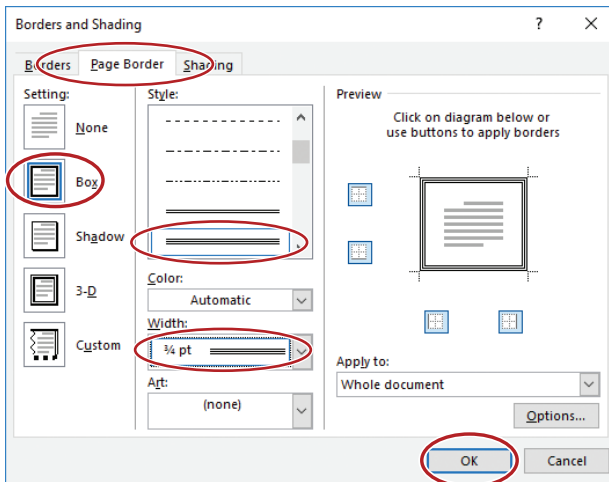 Borders and Shading ? ×
Borders Page Border Shading
Setting:
None
Box
Shadow
3-D
Custom
Style:
Color:
Automatic
Width:
¾ pt
Art:
(none)
Preview
Click on diagram below or
use buttons to apply borders
Apply to:
Whole document
Options...
OK Cancel